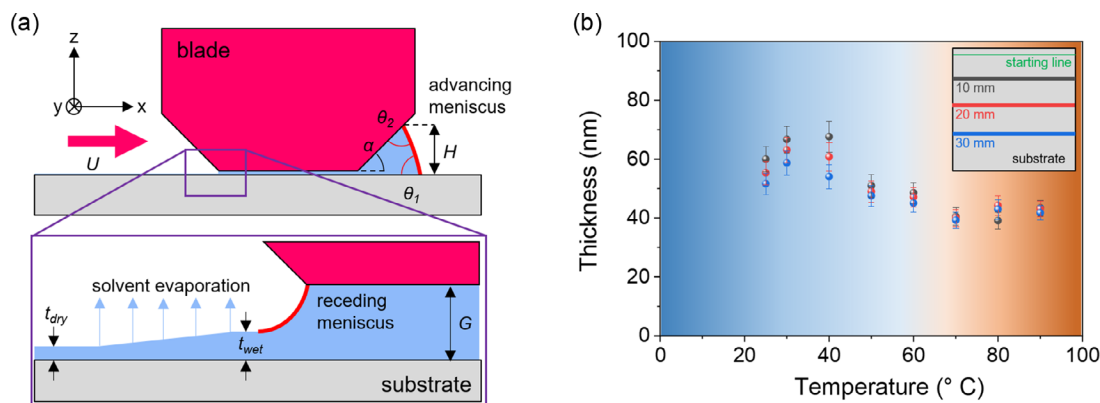 (a)
z
y
x
U
blade
advancing
meniscus
θ2
α
H
θ1
solvent evaporation
tdry
twet
receding
meniscus
G
substrate
(b)
Thickness (nm)
100
80
60
40
20
0
0
20
40
60
80
100
Temperature (° C)
starting line
10 mm
20 mm
30 mm
substrate